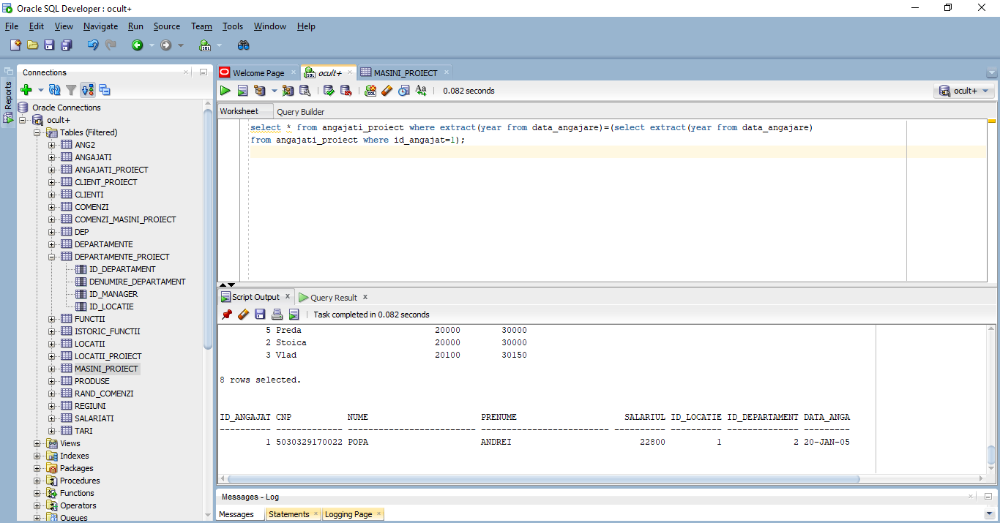 Oracle SQL Developer : ocult+
File Edit View Navigate Run Source Team Tools Window Help
Reports
Connections
Oracle Connections
ocult+
Tables (Filtered)
ANG2
ANGAJATI
ANGAJATI_PROIECT
CLIENT_PROIECT
CLIENTI
COMENZI
COMENZI_MASINI_PROIECT
DEP
DEPARTAMENTE
DEPARTAMENTE_PROIECT
ID_DEPARTAMENT
DENUMIRE_DEPARTAMENT
ID_MANAGER
ID_LOCATIE
FUNCTII
ISTORIC_FUNCTII
LOCATII
LOCATII_PROIECT
MASINI_PROIECT
PRODUSE
RAND_COMENZI
REGIUNI
SALARIATI
TARI
Views
Indexes
Packages
Procedures
Functions
Operators
Queues
Welcome Page ocult+ MASINI_PROIECT
0.082 seconds ocult+
Worksheet Query Builder
select * from angajati_proiect where extract(year from data_angajare)=(select extract(year from data_angajare)
from angajati_proiect where id_angajat=1);
Script Output x Query Result x
Task completed in 0.082 seconds
5 Preda 20000 30000
2 Stoica 20000 30000
3 Vlad 20100 30150
8 rows selected.
ID_ANGAJAT CNP NUME PRENUME SALARIUL ID_LOCATIE ID_DEPARTAMENT DATA_ANGA
1 5030329170022 POPA ANDREI 22800 1 2 20-JAN-05
Messages - Log
Messages Statements Logging Page